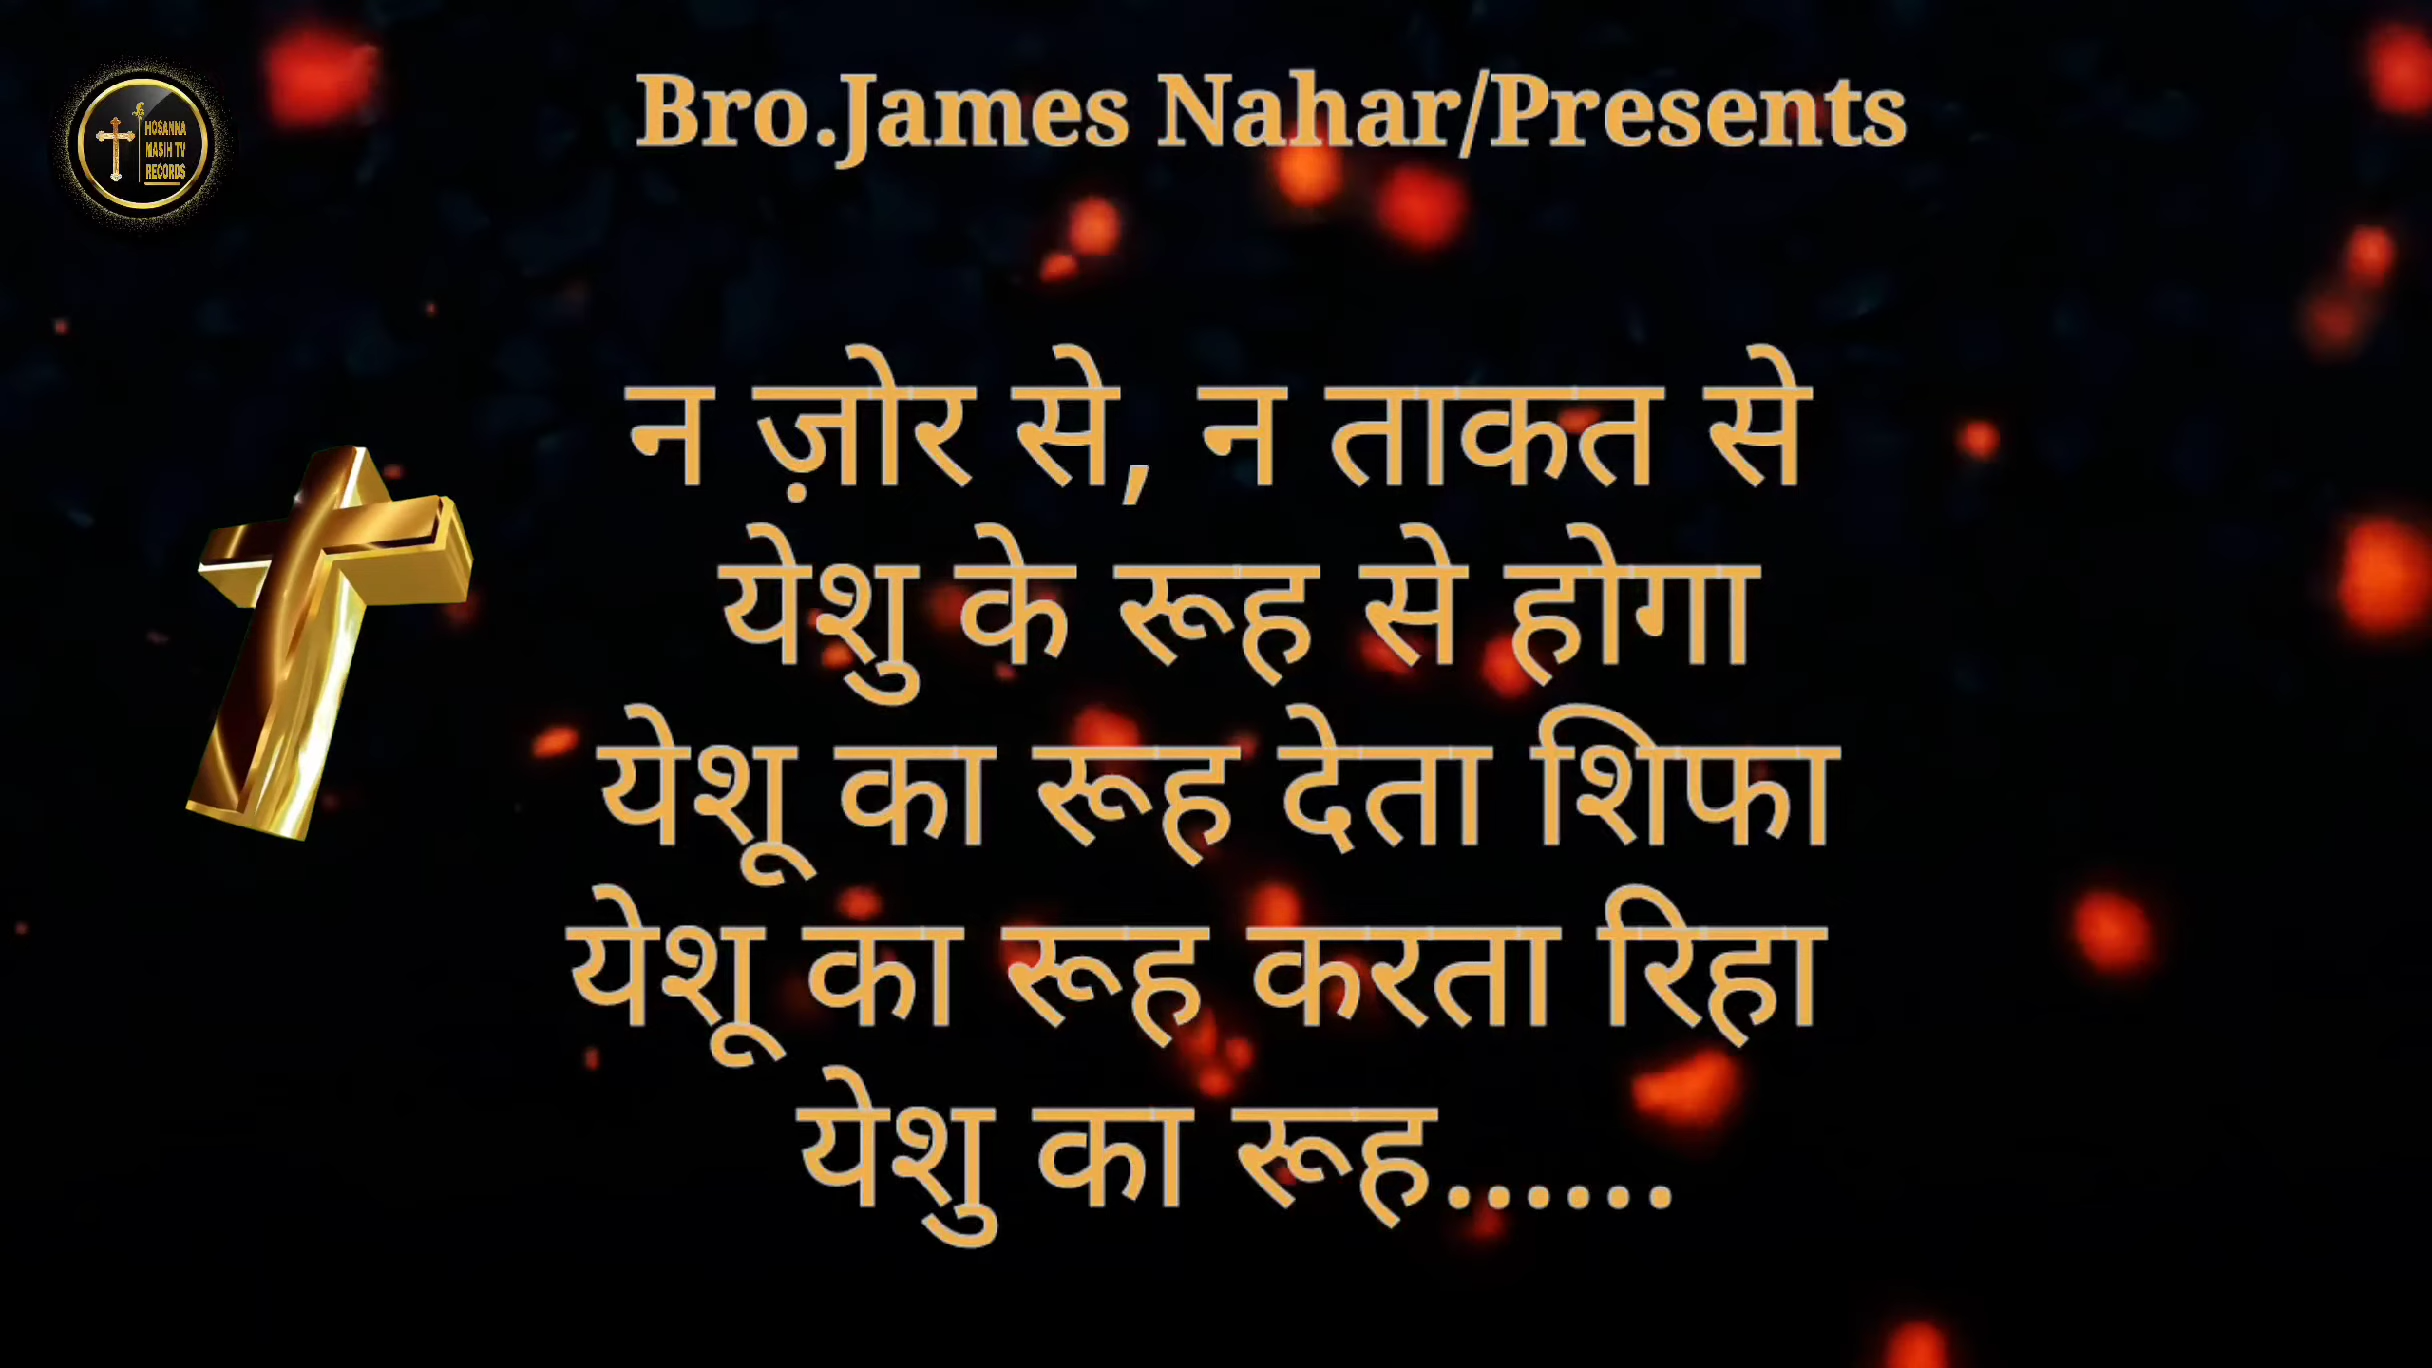 HOSANNA
MASIH TV
RECORDS
Bro.James Nahar/Presents
न ज़ोर से, न ताकत से
येशु के रूह से होगा
येशू का रूह देता शिफा
येशू का रूह करता रिहा
येशु का रूह......